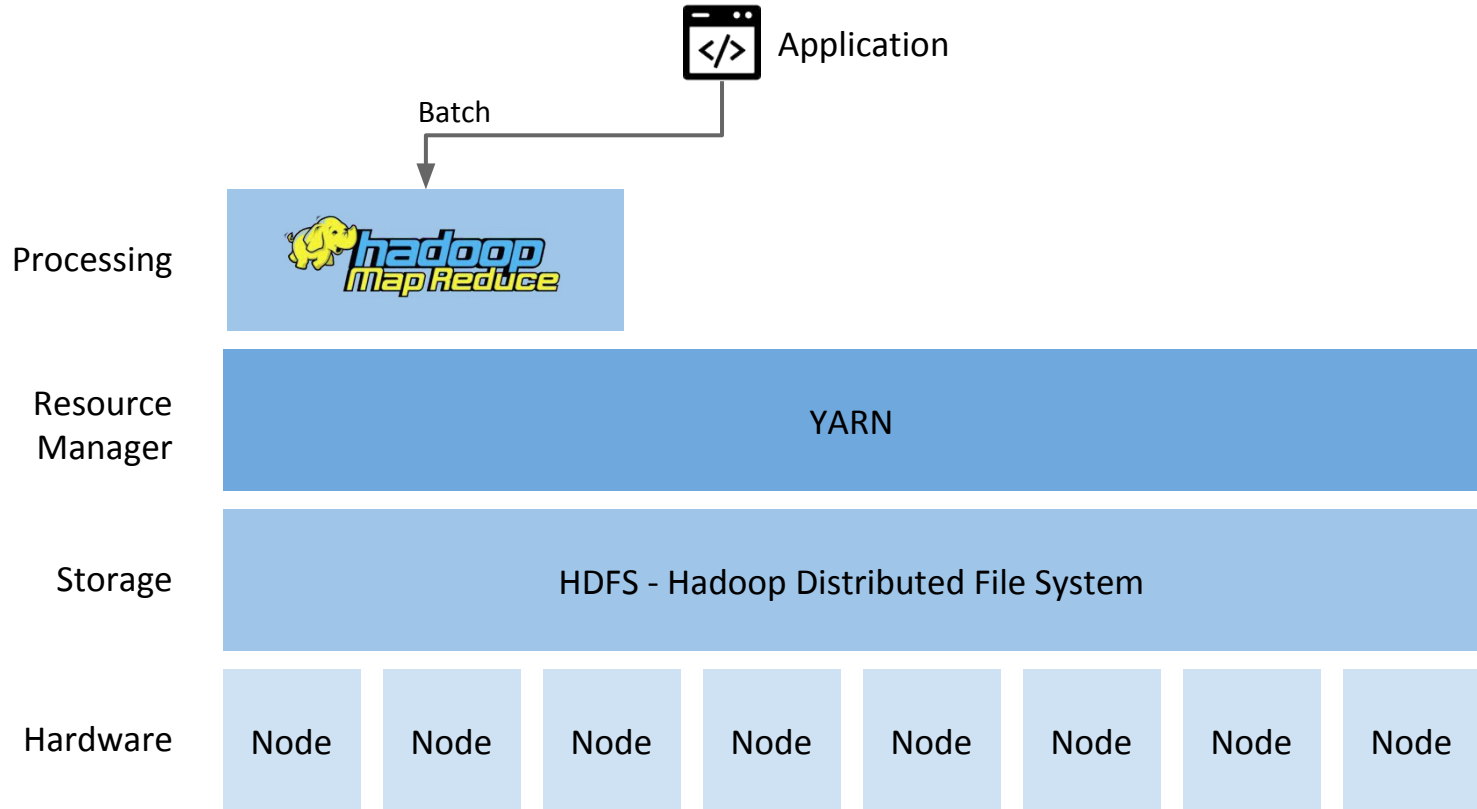 </>
Application
Batch
Processing
hadoop
Map Reduce
Resource
Manager
YARN
Storage
HDFS - Hadoop Distributed File System
Hardware
Node Node Node Node Node Node Node Node